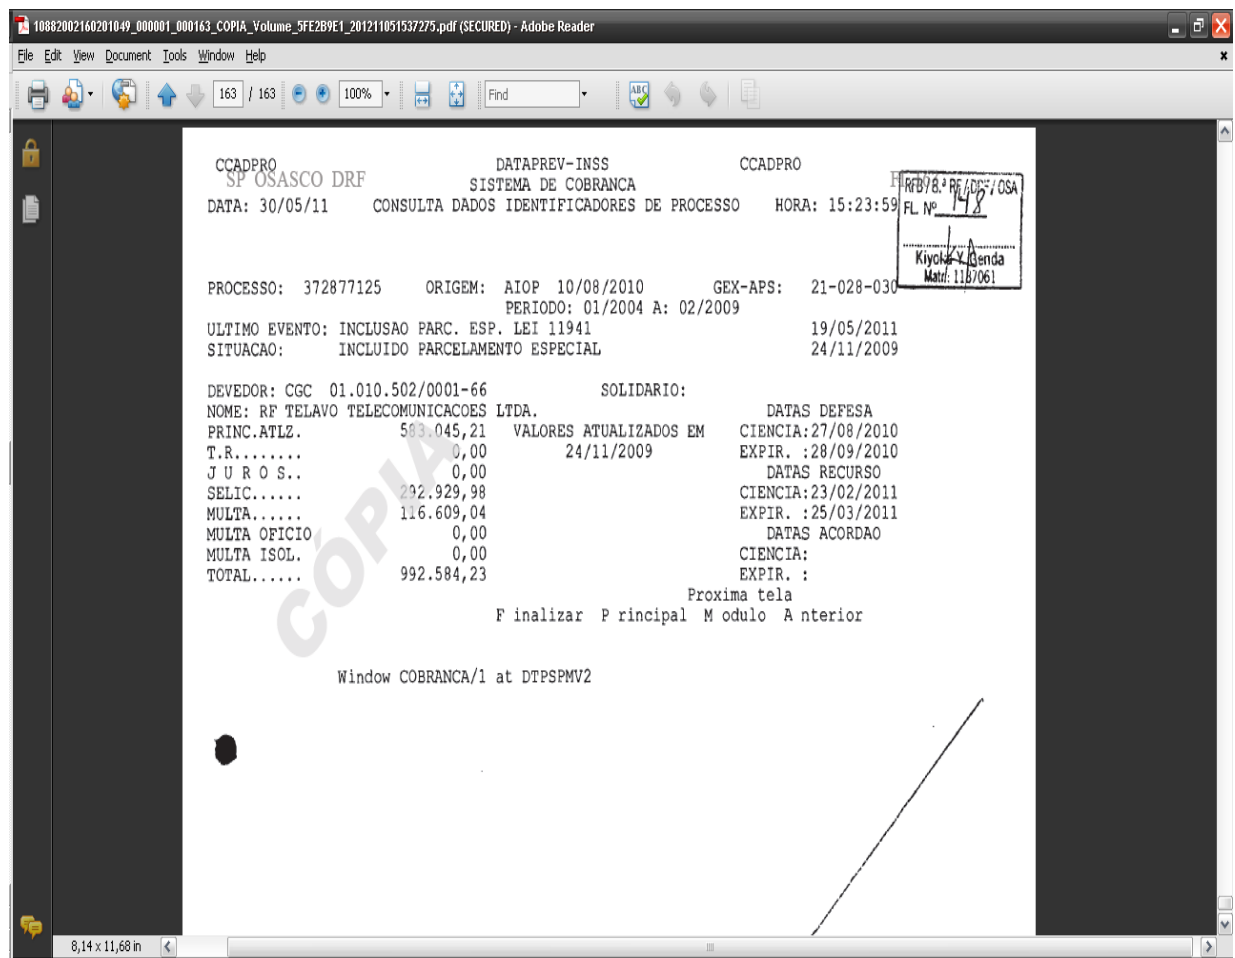 10882002160201049_000001_000163_COPIA_Volume_5FE2B9E1_201211051537275.pdf (SECURED) - Adobe Reader
File Edit View Document Tools Window Help
163 / 163 100% Find
CCADPRO DATAPREV-INSS CCADPRO
SP OSASCO DRF
SISTEMA DE COBRANCA
RFB / 8.ª RF / DRF / OSA
DATA: 30/05/11 CONSULTA DADOS IDENTIFICADORES DE PROCESSO HORA: 15:23:59
FL. Nº 148
Kiyoko Y. Genda
Matr.: 1137061
PROCESSO: 372877125 ORIGEM: AIOP 10/08/2010 GEX-APS: 21-028-030
PERIODO: 01/2004 A: 02/2009
ULTIMO EVENTO: INCLUSAO PARC. ESP. LEI 11941 19/05/2011
SITUACAO: INCLUIDO PARCELAMENTO ESPECIAL 24/11/2009
DEVEDOR: CGC 01.010.502/0001-66 SOLIDARIO:
NOME: RF TELAVO TELECOMUNICACOES LTDA. DATAS DEFESA
PRINC.ATLZ. 583.045,21 VALORES ATUALIZADOS EM CIENCIA:27/08/2010
T.R........ 0,00 24/11/2009 EXPIR. :28/09/2010
J U R O S.. 0,00 DATAS RECURSO
SELIC...... 292.929,98 CIENCIA:23/02/2011
MULTA...... 116.609,04 EXPIR. :25/03/2011
MULTA OFICIO 0,00 DATAS ACORDAO
MULTA ISOL. 0,00 CIENCIA:
TOTAL...... 992.584,23 EXPIR. :
CÓPIA
Proxima tela
F inalizar P rincipal M odulo A nterior
Window COBRANCA/1 at DTPSPMV2
8,14 x 11,68 in